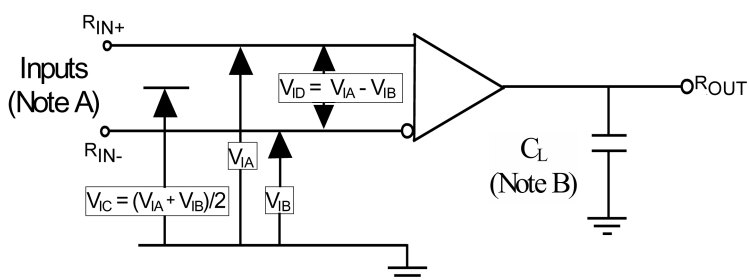 RIN+
Inputs
(Note A)
VID = VIA - VIB
ROUT
RIN-
VIA
CL
(Note B)
VIC = (VIA + VIB)/2
VIB